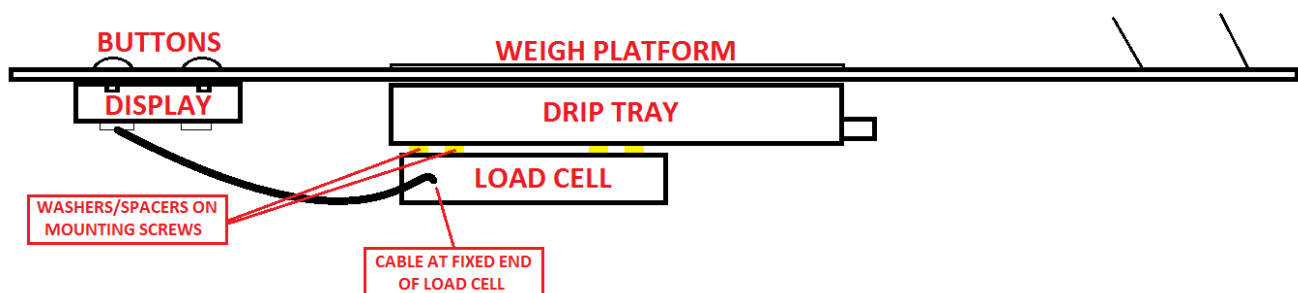 BUTTONS
WEIGH PLATFORM
DISPLAY
DRIP TRAY
LOAD CELL
WASHERS/SPACERS ON
MOUNTING SCREWS
CABLE AT FIXED END
OF LOAD CELL